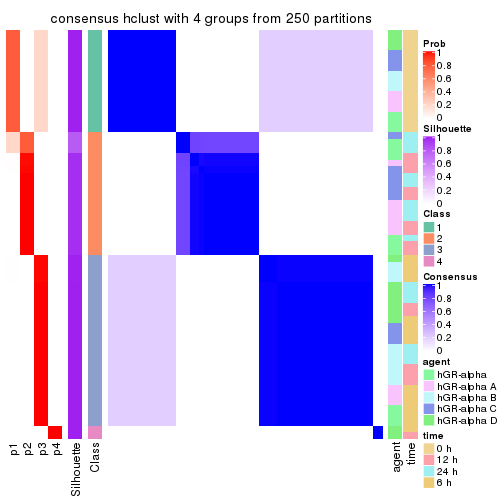 consensus hclust with 4 groups from 250 partitions
Prob
1
0.8
0.6
0.4
0.2
0
Silhouette
1
0.8
0.6
0.4
0.2
0
Class
1
2
3
4
Consensus
1
0.8
0.6
0.4
0.2
0
agent
hGR-alpha
hGR-alpha A
hGR-alpha B
hGR-alpha C
hGR-alpha D
time
0 h
12 h
24 h
6 h
p1
p2
p3
p4
Silhouette
Class
agent
time